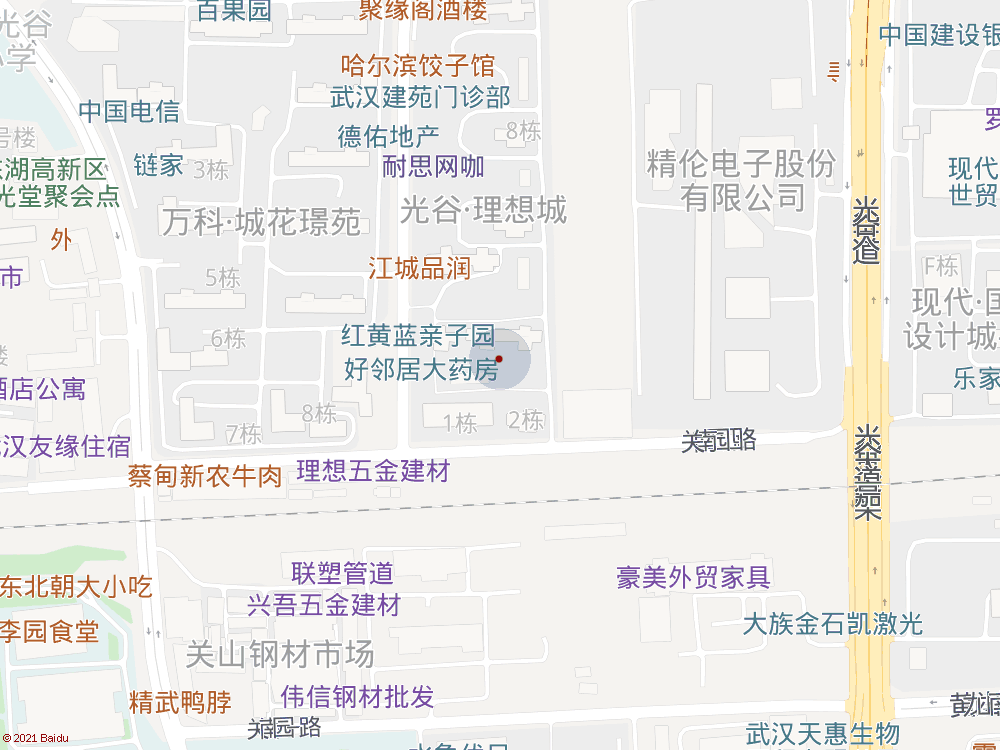 百果园
聚缘阁酒楼
光谷
小学
中国建设银
哈尔滨饺子馆
武汉建苑门诊部
中国电信
德佑地产
8栋
号楼
链家
3栋
耐思网咖
精伦电子股份
有限公司
现代
世贸
东湖高新区
光堂聚会点
万科·城花璟苑
光谷·理想城
光谷大道
外
江城品润
F栋
市
5栋
现代·国
设计城
红黄蓝亲子园
6栋
好邻居大药房
乐家
酒店公寓
8栋
1栋
2栋
7栋
武汉友缘住宿
关南园路
蔡甸新农牛肉
理想五金建材
光谷大道高架
联塑管道
豪美外贸家具
东北朝大小吃
兴吾五金建材
李园食堂
大族金石凯激光
关山钢材市场
精武鸭脖
伟信钢材批发
关南园路
武汉天惠生物
© 2021 Baidu